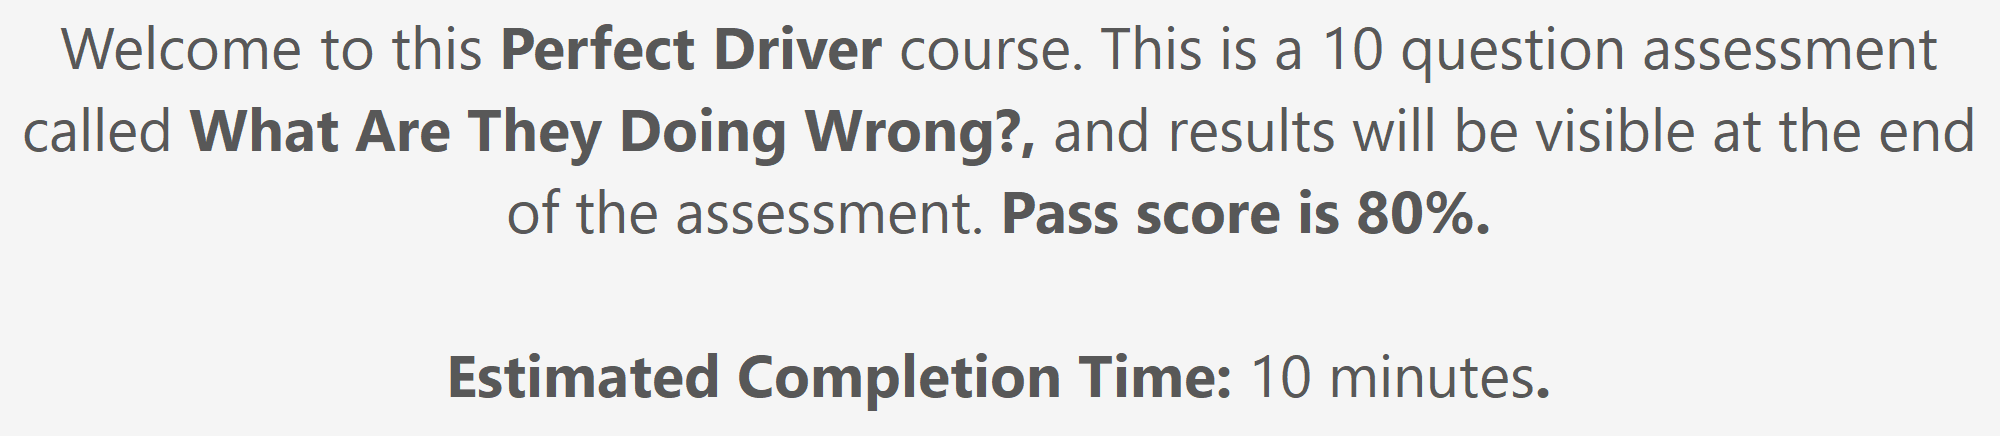 Welcome to this Perfect Driver course. This is a 10 question assessment
called What Are They Doing Wrong?, and results will be visible at the end
of the assessment. Pass score is 80%.
Estimated Completion Time: 10 minutes.